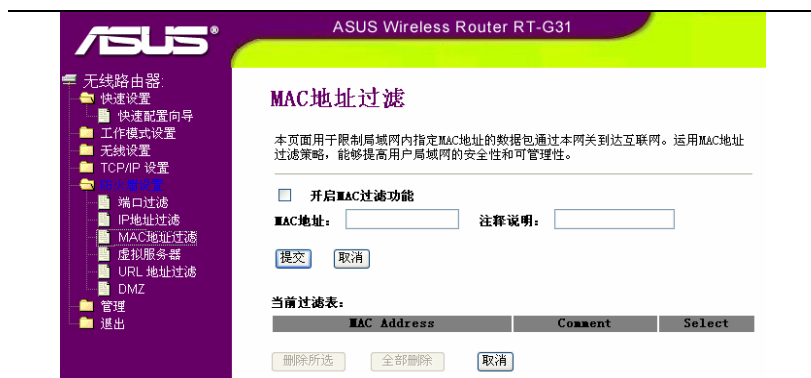 ASUS
ASUS Wireless Router RT-G31
无线路由器:
快速设置
快速配置向导
工作模式设置
无线设置
TCP/IP 设置
防火墙设置
端口过滤
IP地址过滤
MAC地址过滤
虚拟服务器
URL 地址过滤
DMZ
管理
退出
MAC地址过滤
本页面用于限制局域网内指定MAC地址的数据包通过本网关到达互联网。运用MAC地址
过滤策略，能够提高用户局域网的安全性和可管理性。
开启MAC过滤功能
MAC地址: 注释说明:
提交 取消
当前过滤表:
MAC Address Comment Select
删除所选 全部删除 取消